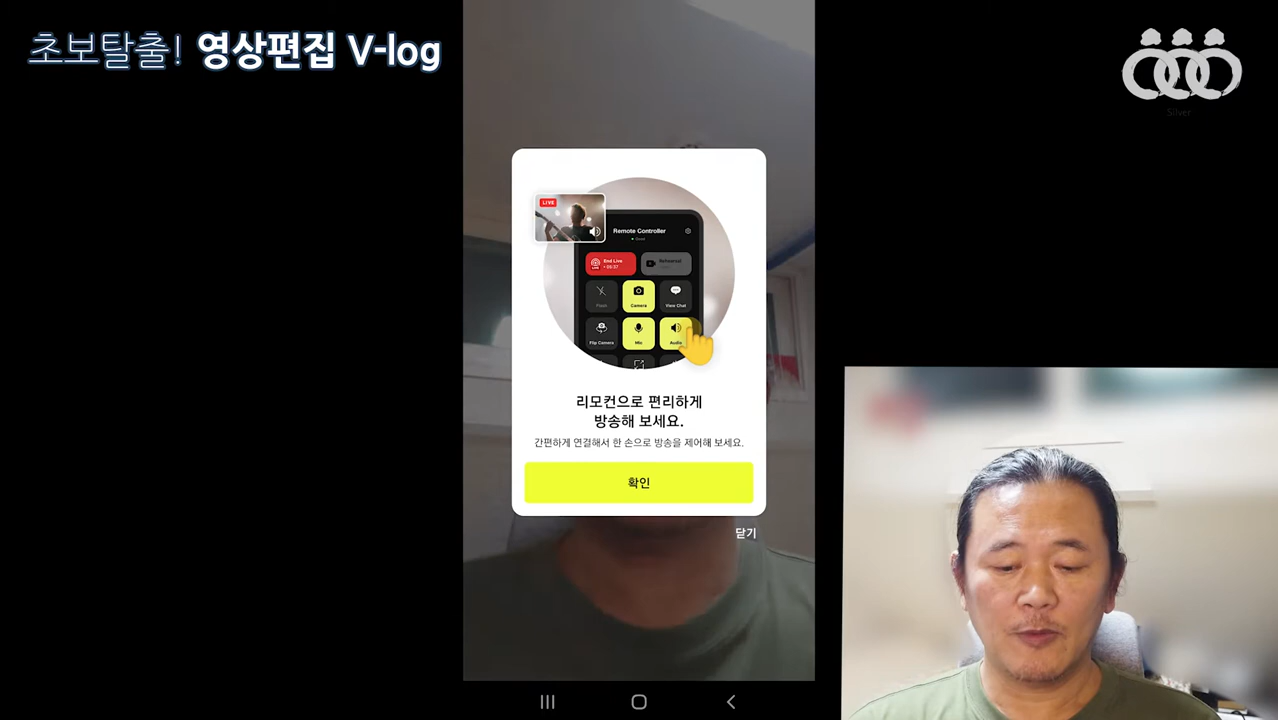 초보탈출! 영상편집 V-log
Silver
LIVE
Remote Controller
End Live
Rehearsal
Flash
Camera
View Chat
Flip Camera
Mic
Audio
리모컨으로 편리하게
방송해 보세요.
간편하게 연결해서 한 손으로 방송을 제어해 보세요.
확인
닫기